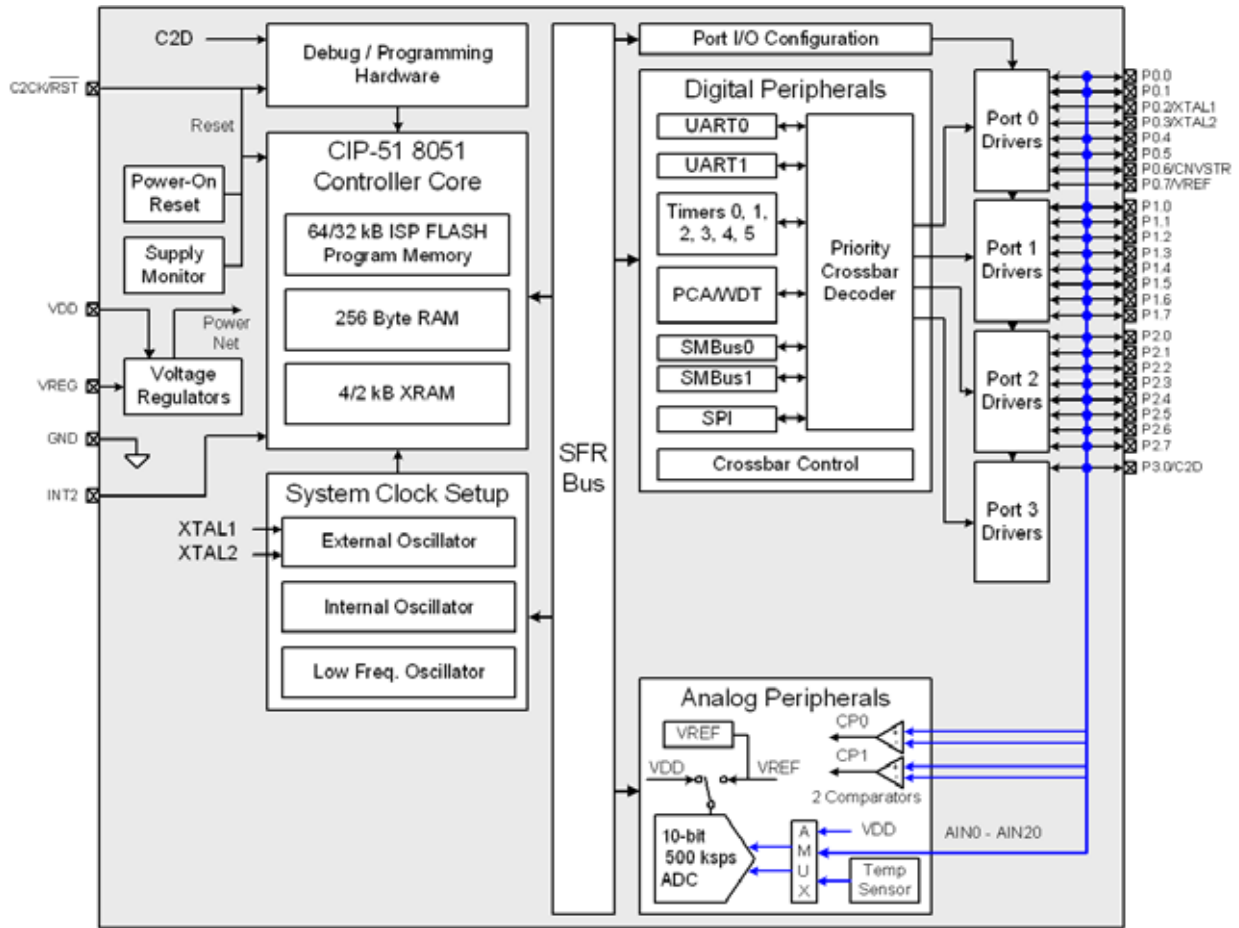 C2D
Debug / Programming
Hardware
C2CK/RST
Reset
Power-On
Reset
Supply
Monitor
VDD
Power
Net
VREG
Voltage
Regulators
GND
INT2
CIP-51 8051
Controller Core
64/32 kB ISP FLASH
Program Memory
256 Byte RAM
4/2 kB XRAM
System Clock Setup
XTAL1
XTAL2
External Oscillator
Internal Oscillator
Low Freq. Oscillator
SFR
Bus
Port I/O Configuration
Digital Peripherals
UART0
UART1
Timers 0, 1,
2, 3, 4, 5
PCA/WDT
SMBus0
SMBus1
SPI
Priority
Crossbar
Decoder
Crossbar Control
Port 0
Drivers
Port 1
Drivers
Port 2
Drivers
Port 3
Drivers
P0.0
P0.1
P0.2/XTAL1
P0.3/XTAL2
P0.4
P0.5
P0.6/CNVSTR
P0.7/VREF
P1.0
P1.1
P1.2
P1.3
P1.4
P1.5
P1.6
P1.7
P2.0
P2.1
P2.2
P2.3
P2.4
P2.5
P2.6
P2.7
P3.0/C2D
Analog Peripherals
VREF
VDD
VREF
CP0
+
-
CP1
+
-
2 Comparators
10-bit
500 ksps
ADC
A
M
U
X
VDD
Temp
Sensor
AIN0 - AIN20